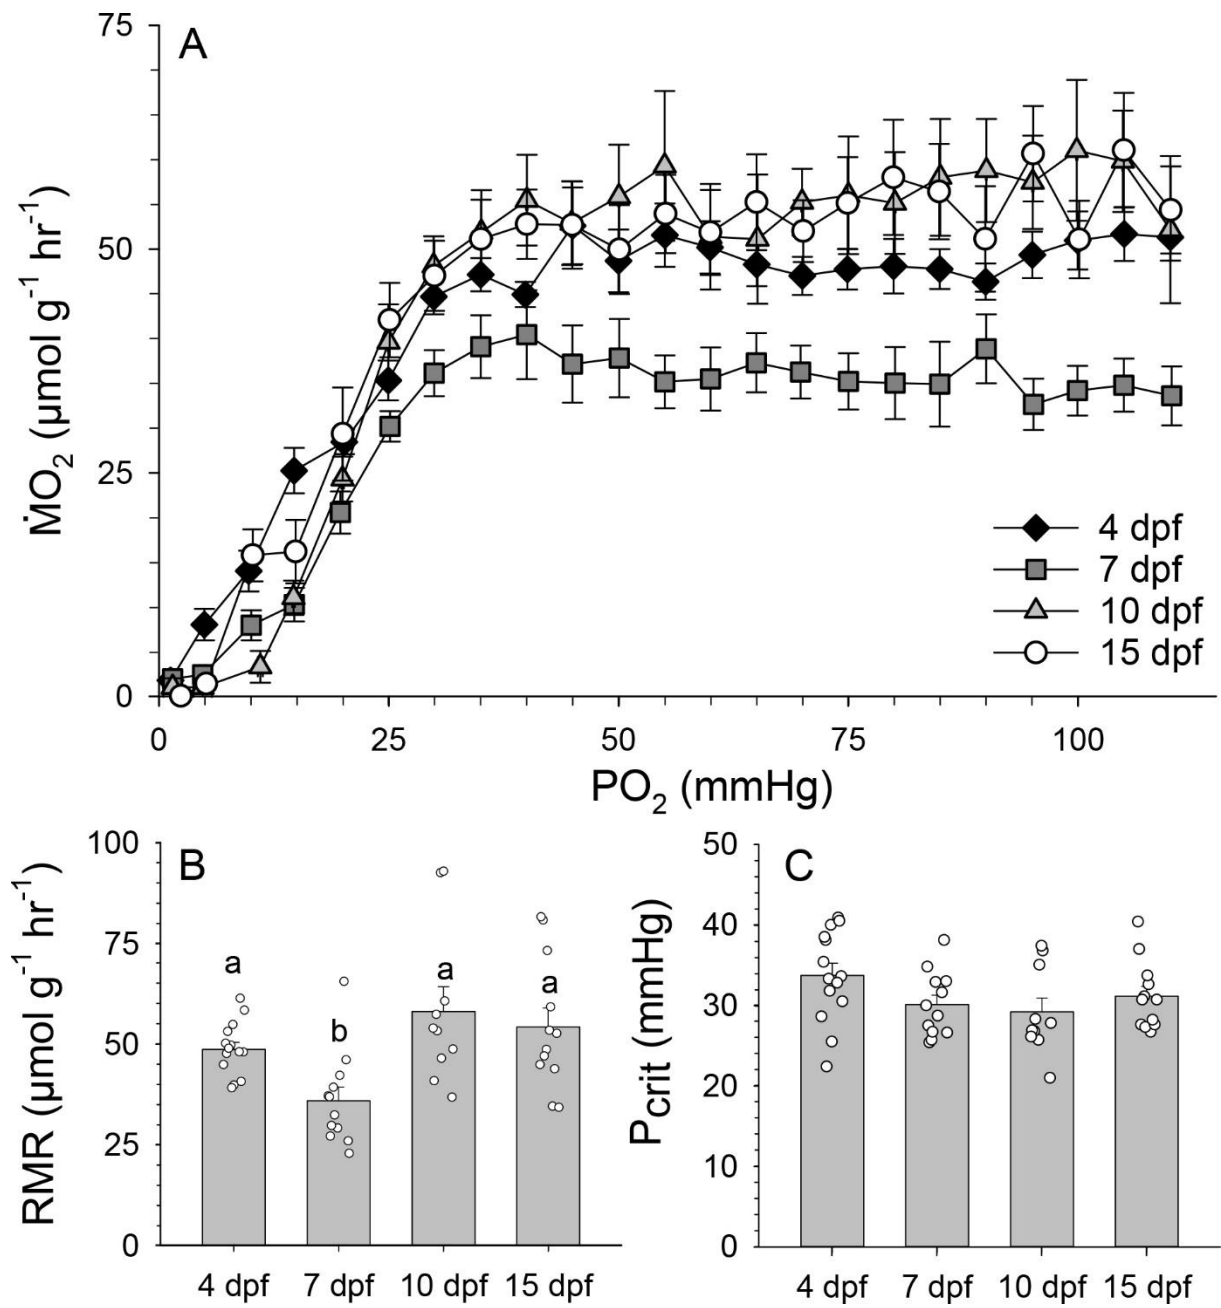 A
75
50
25
0
ṀO₂ (µmol g⁻¹ hr⁻¹)
4 dpf
7 dpf
10 dpf
15 dpf
0 25 50 75 100
PO₂ (mmHg)
B
100
75
50
25
0
RMR (µmol g⁻¹ hr⁻¹)
a b a a
4 dpf 7 dpf 10 dpf 15 dpf
C
50
40
30
20
10
0
Pcrit (mmHg)
4 dpf 7 dpf 10 dpf 15 dpf